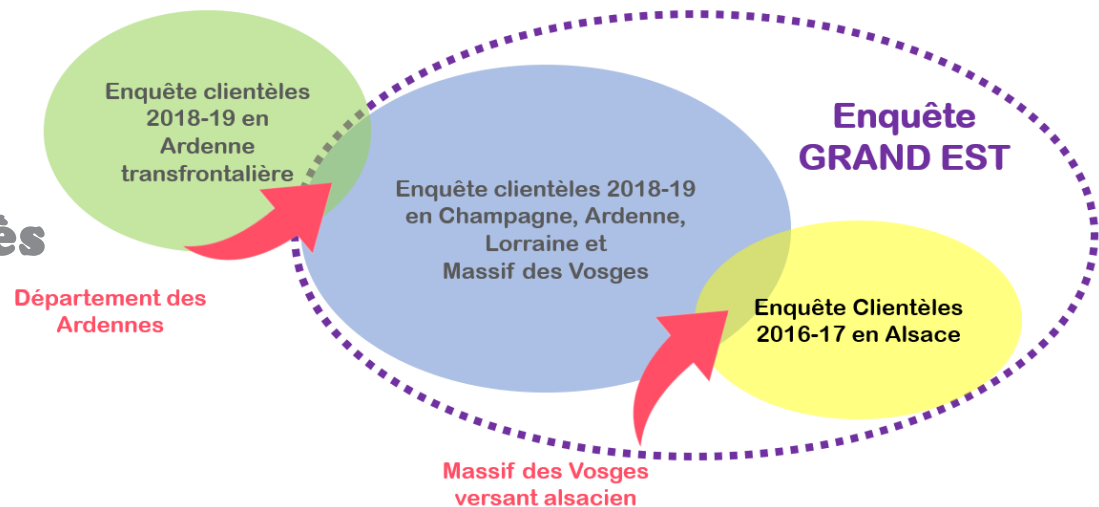 Enquête clientèles
2018-19 en
Ardenne
transfrontalière
Enquête
GRAND EST
Enquête clientèles 2018-19
en Champagne, Ardenne,
Lorraine et
Massif des Vosges
ès
Département des
Ardennes
Enquête Clientèles
2016-17 en Alsace
Massif des Vosges
versant alsacien